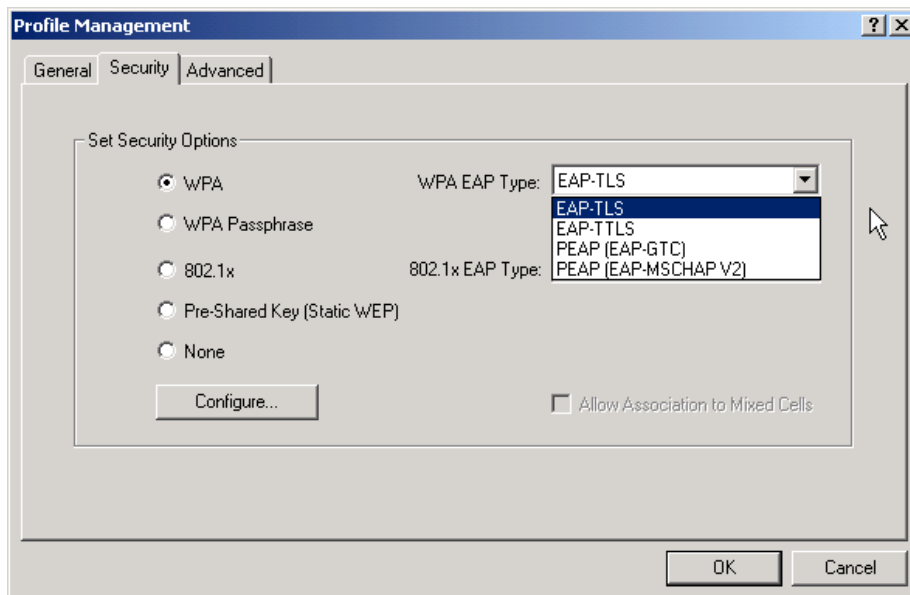 Profile Management
General Security Advanced
Set Security Options
WPA WPA EAP Type: EAP-TLS
EAP-TLS
WPA Passphrase EAP-TTLS
PEAP (EAP-GTC)
802.1x 802.1x EAP Type: PEAP (EAP-MSCHAP V2)
Pre-Shared Key (Static WEP)
None
Configure... Allow Association to Mixed Cells
OK Cancel